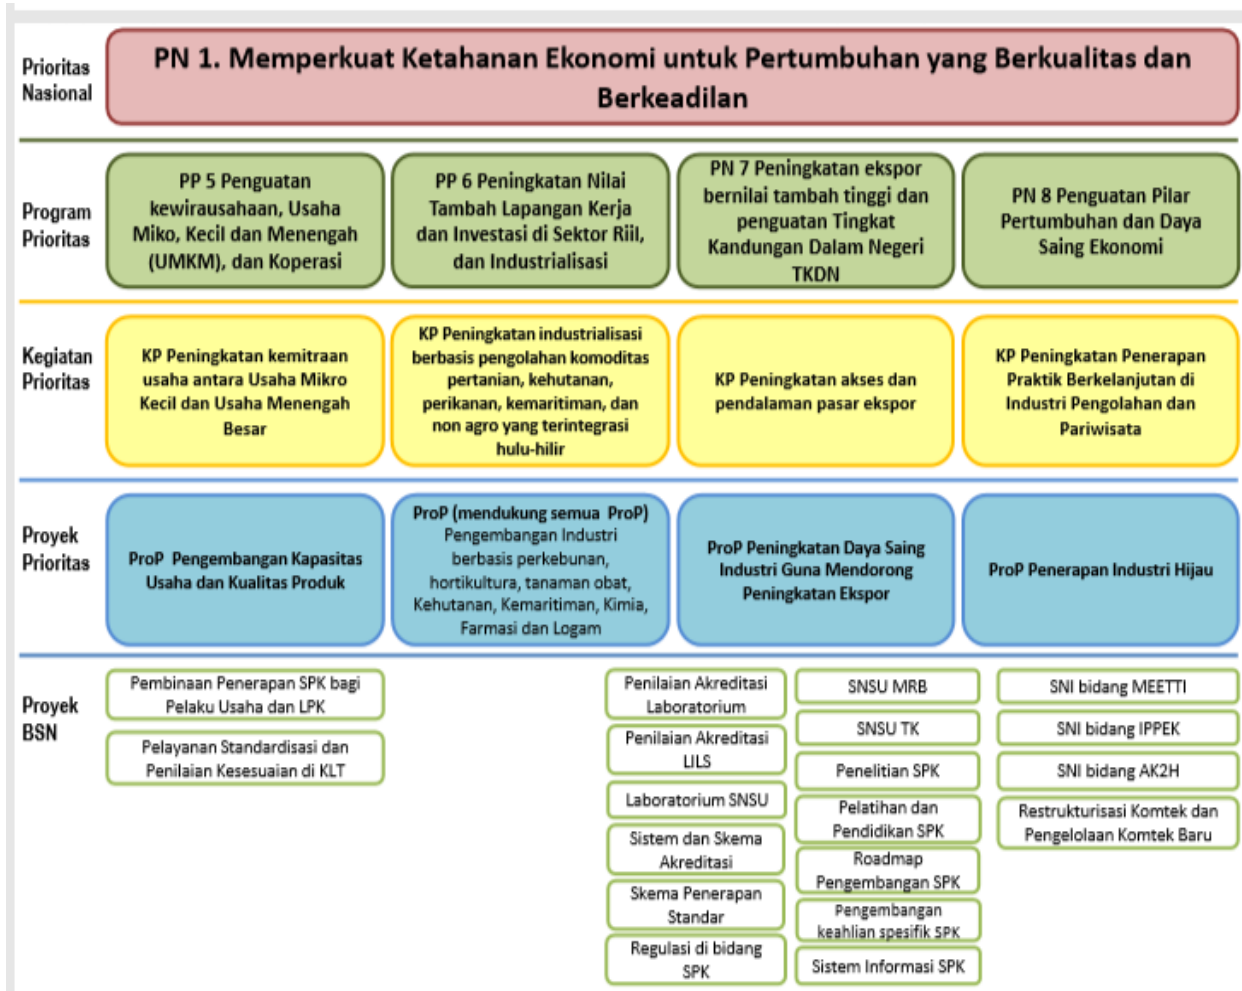 Prioritas
Nasional
PN 1. Memperkuat Ketahanan Ekonomi untuk Pertumbuhan yang Berkualitas dan
Berkeadilan
Program
Prioritas
PP 5 Penguatan
kewirausahaan, Usaha
Miko, Kecil dan Menengah
(UMKM), dan Koperasi
PP 6 Peningkatan Nilai
Tambah Lapangan Kerja
dan Investasi di Sektor Riil,
dan Industrialisasi
PN 7 Peningkatan ekspor
bernilai tambah tinggi dan
penguatan Tingkat
Kandungan Dalam Negeri
TKDN
PN 8 Penguatan Pilar
Pertumbuhan dan Daya
Saing Ekonomi
Kegiatan
Prioritas
KP Peningkatan kemitraan
usaha antara Usaha Mikro
Kecil dan Usaha Menengah
Besar
KP Peningkatan industrialisasi
berbasis pengolahan komoditas
pertanian, kehutanan,
perikanan, kemaritiman, dan
non agro yang terintegrasi
hulu-hilir
KP Peningkatan akses dan
pendalaman pasar ekspor
KP Peningkatan Penerapan
Praktik Berkelanjutan di
Industri Pengolahan dan
Pariwisata
Proyek
Prioritas
ProP Pengembangan Kapasitas
Usaha dan Kualitas Produk
ProP (mendukung semua ProP)
Pengembangan Industri
berbasis perkebunan,
hortikultura, tanaman obat,
Kehutanan, Kemaritiman, Kimia,
Farmasi dan Logam
ProP Peningkatan Daya Saing
Industri Guna Mendorong
Peningkatan Ekspor
ProP Penerapan Industri Hijau
Proyek
BSN
Pembinaan Penerapan SPK bagi
Pelaku Usaha dan LPK
Pelayanan Standardisasi dan
Penilaian Kesesuaian di KLT
Penilaian Akreditasi
Laboratorium
Penilaian Akreditasi
LILS
Laboratorium SNSU
Sistem dan Skema
Akreditasi
Skema Penerapan
Standar
Regulasi di bidang
SPK
SNSU MRB
SNSU TK
Penelitian SPK
Pelatihan dan
Pendidikan SPK
Roadmap
Pengembangan SPK
Pengembangan
keahlian spesifik SPK
Sistem Informasi SPK
SNI bidang MEETTI
SNI bidang IPPEK
SNI bidang AK2H
Restrukturisasi Komtek dan
Pengelolaan Komtek Baru